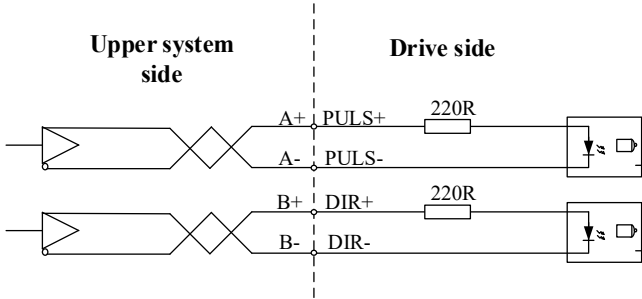 Upper system
side
Drive side
A+ PULS+ 220R
A- PULS-
B+ DIR+ 220R
B- DIR-